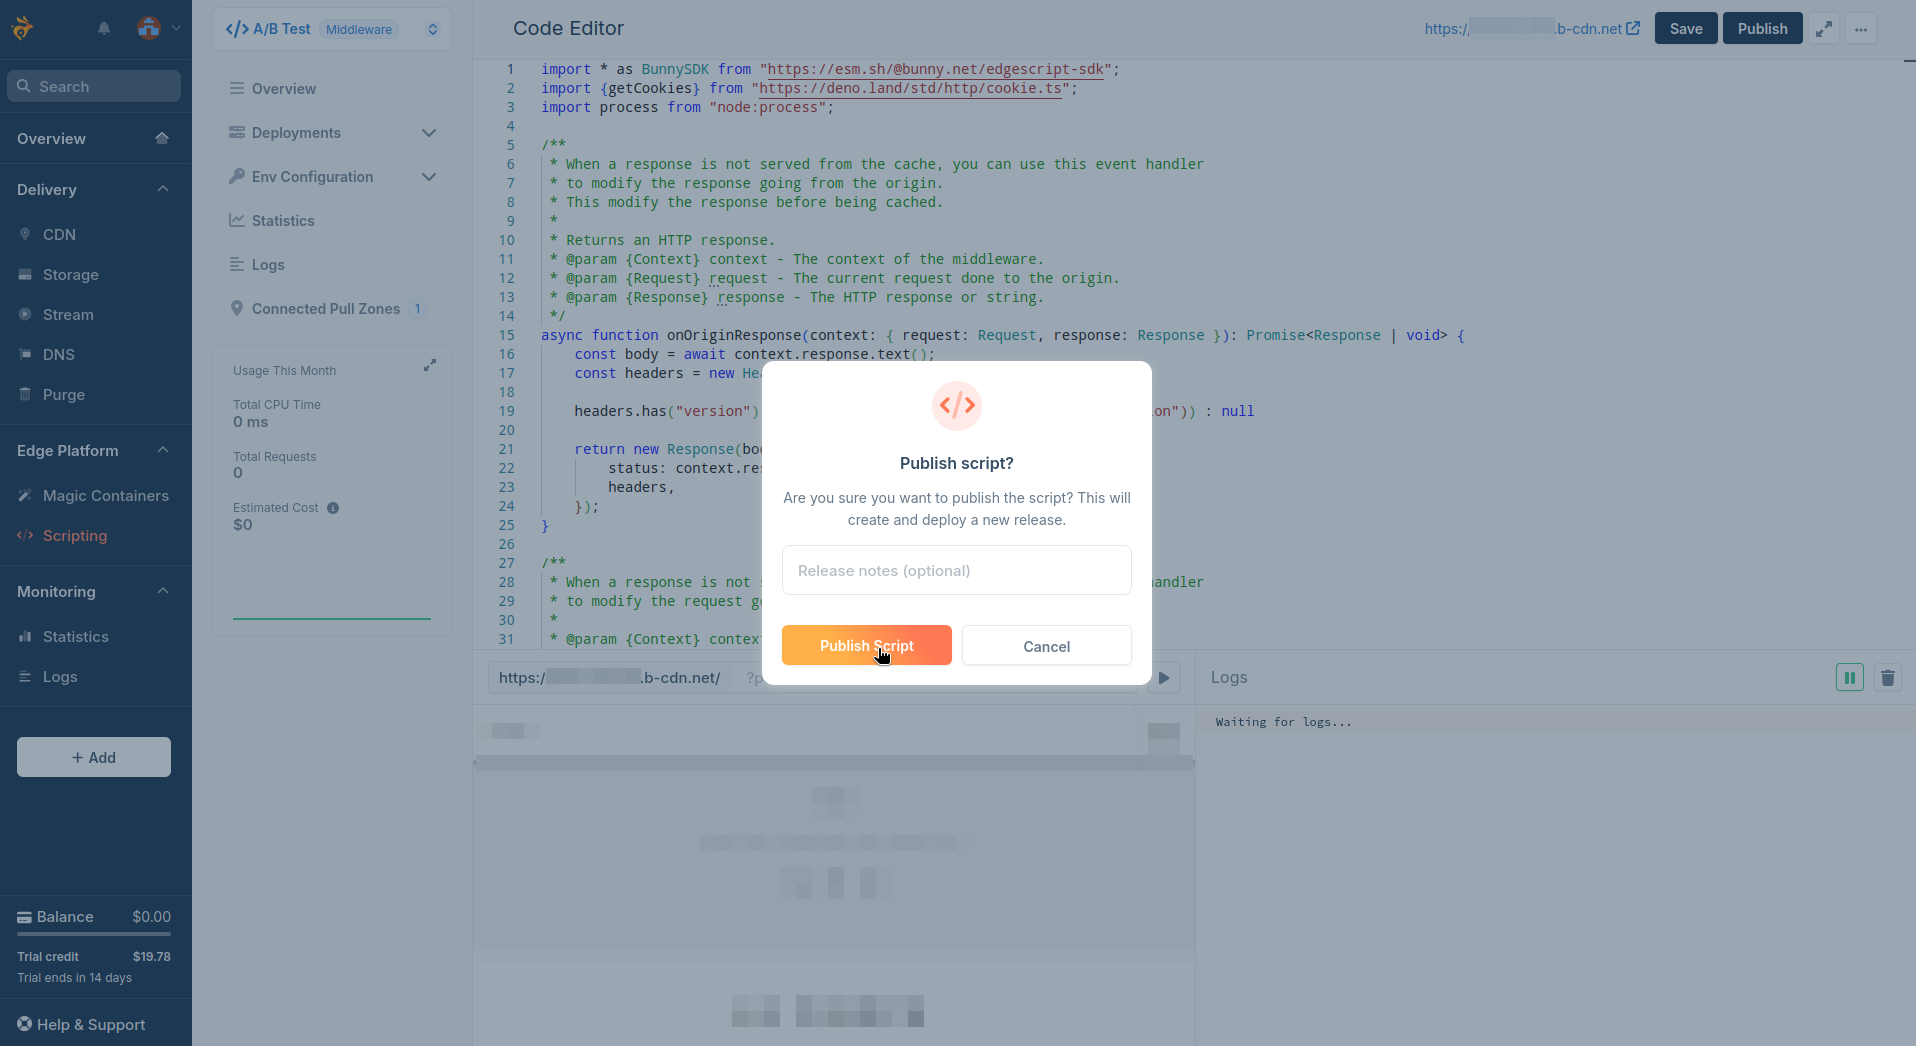 Search
Overview
Delivery
CDN
Storage
Stream
DNS
Purge
Edge Platform
Magic Containers
Scripting
Monitoring
Statistics
Logs
+ Add
Balance $0.00
Trial credit $19.78
Trial ends in 14 days
Help & Support
</> A/B Test Middleware
Overview
Deployments
Env Configuration
Statistics
Logs
Connected Pull Zones 1
Usage This Month
Total CPU Time
0 ms
Total Requests
0
Estimated Cost
$0
Code Editor
https:/ .b-cdn.net
Save
Publish
...
1 import * as BunnySDK from "https://esm.sh/@bunny.net/edgescript-sdk";
2 import {getCookies} from "https://deno.land/std/http/cookie.ts";
3 import process from "node:process";
4
5 /**
6 * When a response is not served from the cache, you can use this event handler
7 * to modify the response going from the origin.
8 * This modify the response before being cached.
9 *
10 * Returns an HTTP response.
11 * @param {Context} context - The context of the middleware.
12 * @param {Request} request - The current request done to the origin.
13 * @param {Response} response - The HTTP response or string.
14 */
15 async function onOriginResponse(context: { request: Request, response: Response }): Promise<Response | void> {
16 const body = await context.response.text();
17 const headers = new He
18
19 headers.has("version") on")) : null
20
21 return new Response(bo
22 status: context.res
23 headers,
24 });
25 }
26
27 /**
28 * When a response is not handler
29 * to modify the request g
30 *
31 * @param {Context} contex
Publish script?
Are you sure you want to publish the script? This will
create and deploy a new release.
Release notes (optional)
Publish Script
Cancel
https:/ .b-cdn.net/ ?p
Logs
Waiting for logs...